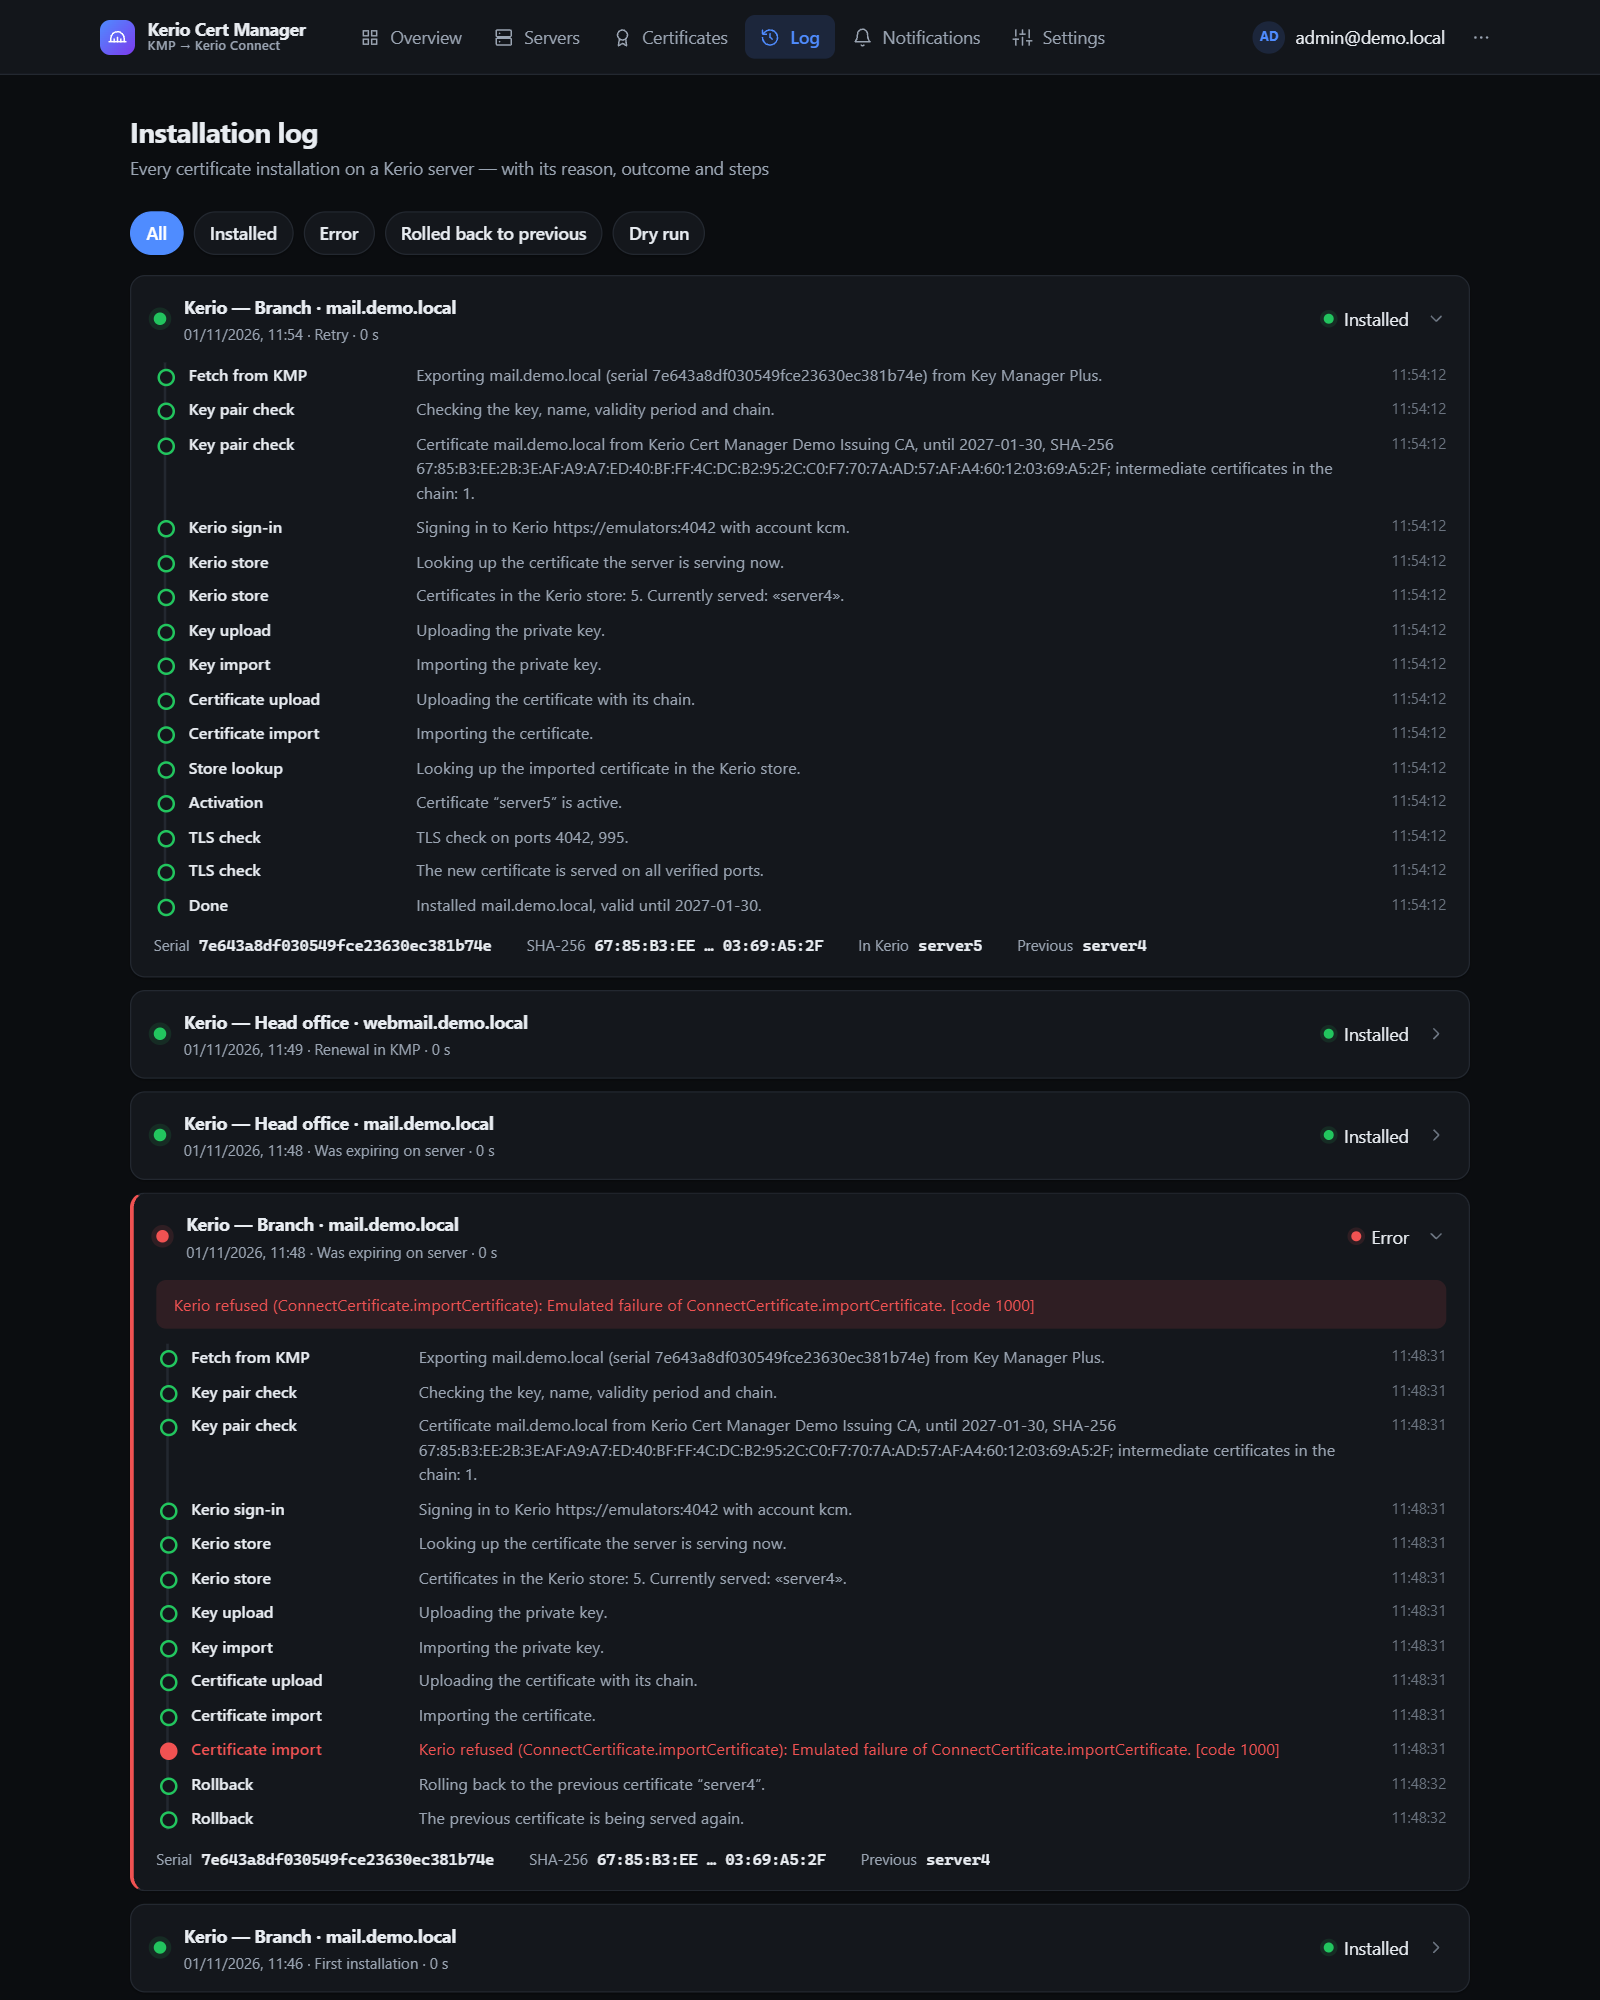 Kerio Cert Manager
KMP → Kerio Connect
Overview
Servers
Certificates
Log
Notifications
Settings
AD
admin@demo.local
Installation log
Every certificate installation on a Kerio server — with its reason, outcome and steps
All
Installed
Error
Rolled back to previous
Dry run
Kerio — Branch · mail.demo.local
01/11/2026, 11:54 · Retry · 0 s
Installed
Fetch from KMP Exporting mail.demo.local (serial 7e643a8df030549fce23630ec381b74e) from Key Manager Plus. 11:54:12
Key pair check Checking the key, name, validity period and chain. 11:54:12
Key pair check Certificate mail.demo.local from Kerio Cert Manager Demo Issuing CA, until 2027-01-30, SHA-256 11:54:12
67:85:B3:EE:2B:3E:AF:A9:A7:ED:40:BF:FF:4C:DC:B2:95:2C:C0:F7:70:7A:AD:57:AF:A4:60:12:03:69:A5:2F; intermediate certificates in the
chain: 1.
Kerio sign-in Signing in to Kerio https://emulators:4042 with account kcm. 11:54:12
Kerio store Looking up the certificate the server is serving now. 11:54:12
Kerio store Certificates in the Kerio store: 5. Currently served: «server4». 11:54:12
Key upload Uploading the private key. 11:54:12
Key import Importing the private key. 11:54:12
Certificate upload Uploading the certificate with its chain. 11:54:12
Certificate import Importing the certificate. 11:54:12
Store lookup Looking up the imported certificate in the Kerio store. 11:54:12
Activation Certificate “server5” is active. 11:54:12
TLS check TLS check on ports 4042, 995. 11:54:12
TLS check The new certificate is served on all verified ports. 11:54:12
Done Installed mail.demo.local, valid until 2027-01-30. 11:54:12
Serial 7e643a8df030549fce23630ec381b74e SHA-256 67:85:B3:EE … 03:69:A5:2F In Kerio server5 Previous server4
Kerio — Head office · webmail.demo.local
01/11/2026, 11:49 · Renewal in KMP · 0 s
Installed
Kerio — Head office · mail.demo.local
01/11/2026, 11:48 · Was expiring on server · 0 s
Installed
Kerio — Branch · mail.demo.local
01/11/2026, 11:48 · Was expiring on server · 0 s
Error
Kerio refused (ConnectCertificate.importCertificate): Emulated failure of ConnectCertificate.importCertificate. [code 1000]
Fetch from KMP Exporting mail.demo.local (serial 7e643a8df030549fce23630ec381b74e) from Key Manager Plus. 11:48:31
Key pair check Checking the key, name, validity period and chain. 11:48:31
Key pair check Certificate mail.demo.local from Kerio Cert Manager Demo Issuing CA, until 2027-01-30, SHA-256 11:48:31
67:85:B3:EE:2B:3E:AF:A9:A7:ED:40:BF:FF:4C:DC:B2:95:2C:C0:F7:70:7A:AD:57:AF:A4:60:12:03:69:A5:2F; intermediate certificates in the
chain: 1.
Kerio sign-in Signing in to Kerio https://emulators:4042 with account kcm. 11:48:31
Kerio store Looking up the certificate the server is serving now. 11:48:31
Kerio store Certificates in the Kerio store: 5. Currently served: «server4». 11:48:31
Key upload Uploading the private key. 11:48:31
Key import Importing the private key. 11:48:31
Certificate upload Uploading the certificate with its chain. 11:48:31
Certificate import Importing the certificate. 11:48:31
Certificate import Kerio refused (ConnectCertificate.importCertificate): Emulated failure of ConnectCertificate.importCertificate. [code 1000] 11:48:31
Rollback Rolling back to the previous certificate “server4”. 11:48:32
Rollback The previous certificate is being served again. 11:48:32
Serial 7e643a8df030549fce23630ec381b74e SHA-256 67:85:B3:EE … 03:69:A5:2F Previous server4
Kerio — Branch · mail.demo.local
01/11/2026, 11:46 · First installation · 0 s
Installed